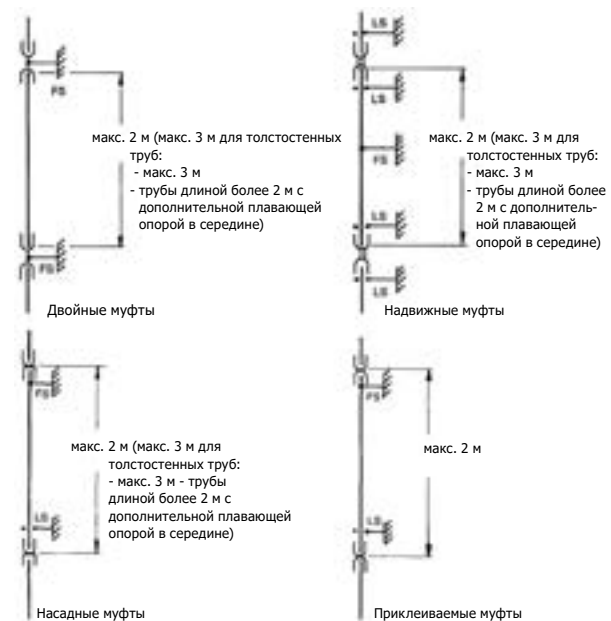 FS
макс. 2 м (макс. 3 м для толстостенных
труб:
- макс. 3 м
- трубы длиной более 2 м с
дополнительной плавающей
опорой в середине)
FS
Двойные муфты
LS
LS
макс. 2 м (макс. 3 м для
толстостенных труб:
- макс. 3 м
- трубы длиной более
2 м с дополнитель-
ной плавающей
опорой в середине)
FS
LS
LS
Надвижные муфты
FS
макс. 2 м (макс. 3 м для
толстостенных труб:
- макс. 3 м - трубы
длиной более 2 м с
дополнительной плавающей
опорой в середине)
LS
Насадные муфты
FS
макс. 2 м
LS
Приклеиваемые муфты